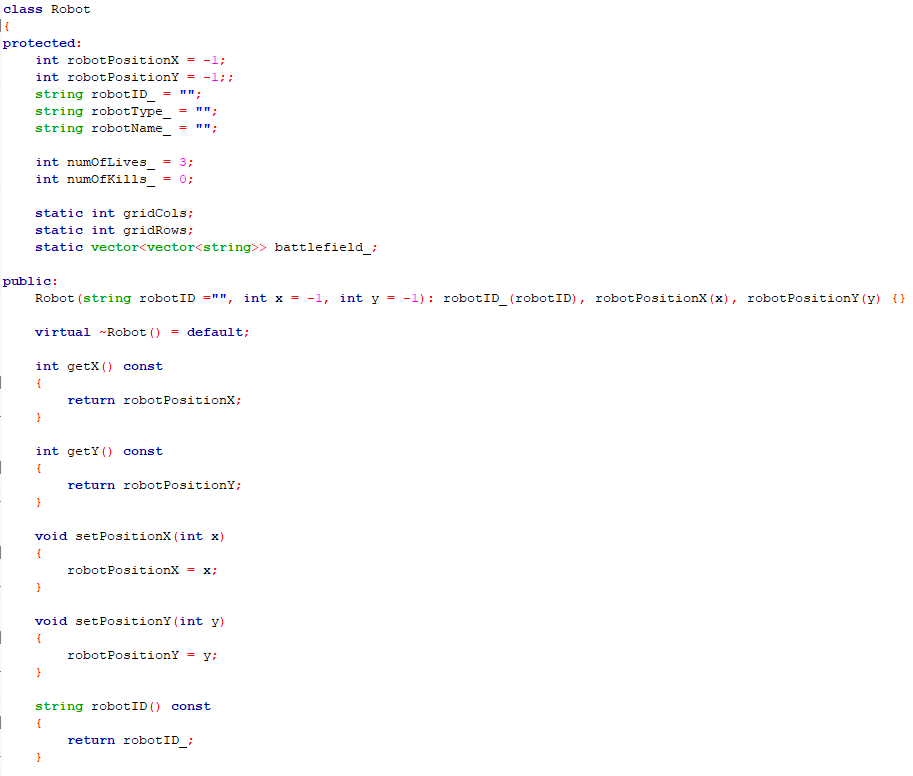 class Robot
{
protected:
    int robotPositionX = -1;
    int robotPositionY = -1;;
    string robotID_ = "";
    string robotType_ = "";
    string robotName_ = "";

    int numOfLives_ = 3;
    int numOfKills_ = 0;

    static int gridCols;
    static int gridRows;
    static vector<vector<string>> battlefield_;

public:
    Robot(string robotID ="", int x = -1, int y = -1): robotID_(robotID), robotPositionX(x), robotPositionY(y) {}

    virtual ~Robot() = default;

    int getX() const
    {
        return robotPositionX;
    }

    int getY() const
    {
        return robotPositionY;
    }

    void setPositionX(int x)
    {
        robotPositionX = x;
    }

    void setPositionY(int y)
    {
        robotPositionY = y;
    }

    string robotID() const
    {
        return robotID_;
    }